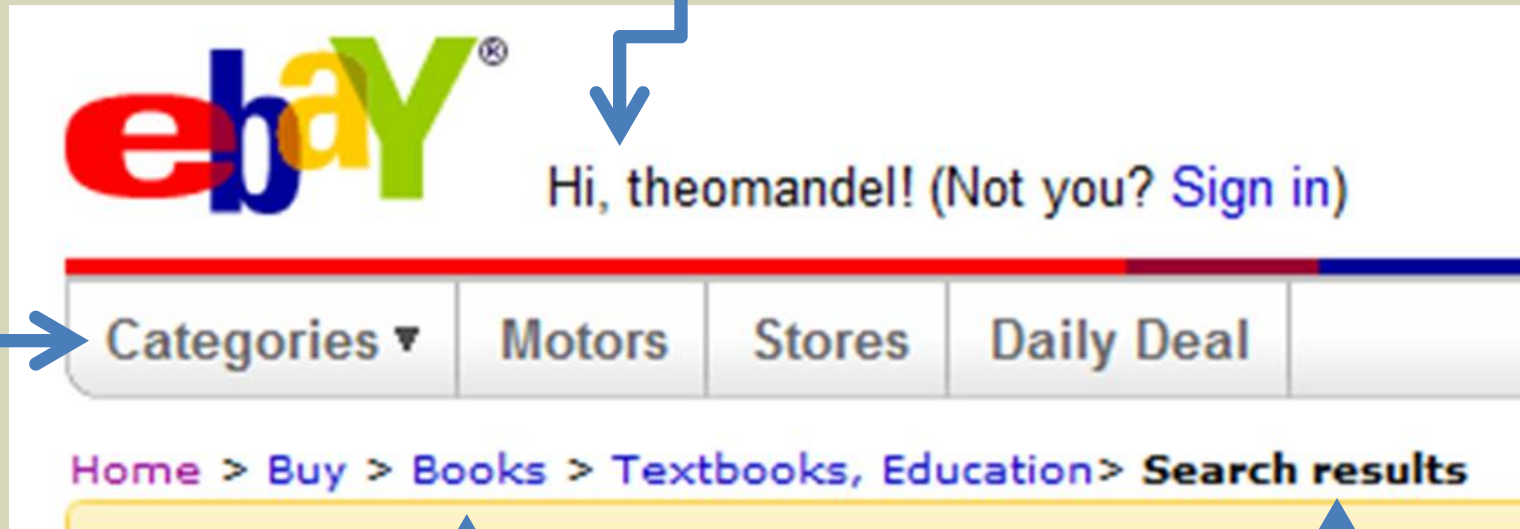 ebaY®
Hi, theomandel! (Not you? Sign in)
Categories ▼ Motors Stores Daily Deal
Home > Buy > Books > Textbooks, Education> Search results